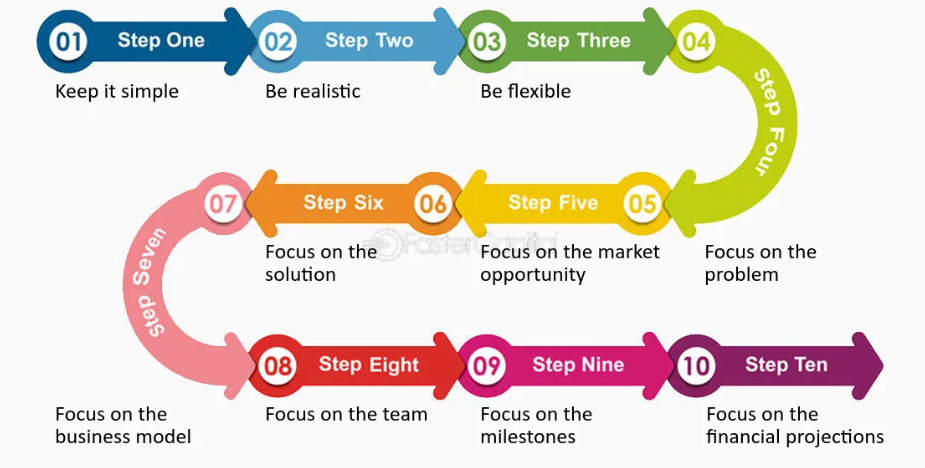 01 Step One
02 Step Two
03 Step Three
04
Step Four
Keep it simple
Be realistic
Be flexible
05 Step Five
06 Step Six
07
Step Seven
Focus on the
problem
Focus on the market
opportunity
Focus on the
solution
FasterCapital
08 Step Eight
09 Step Nine
10 Step Ten
Focus on the
business model
Focus on the team
Focus on the
milestones
Focus on the
financial projections